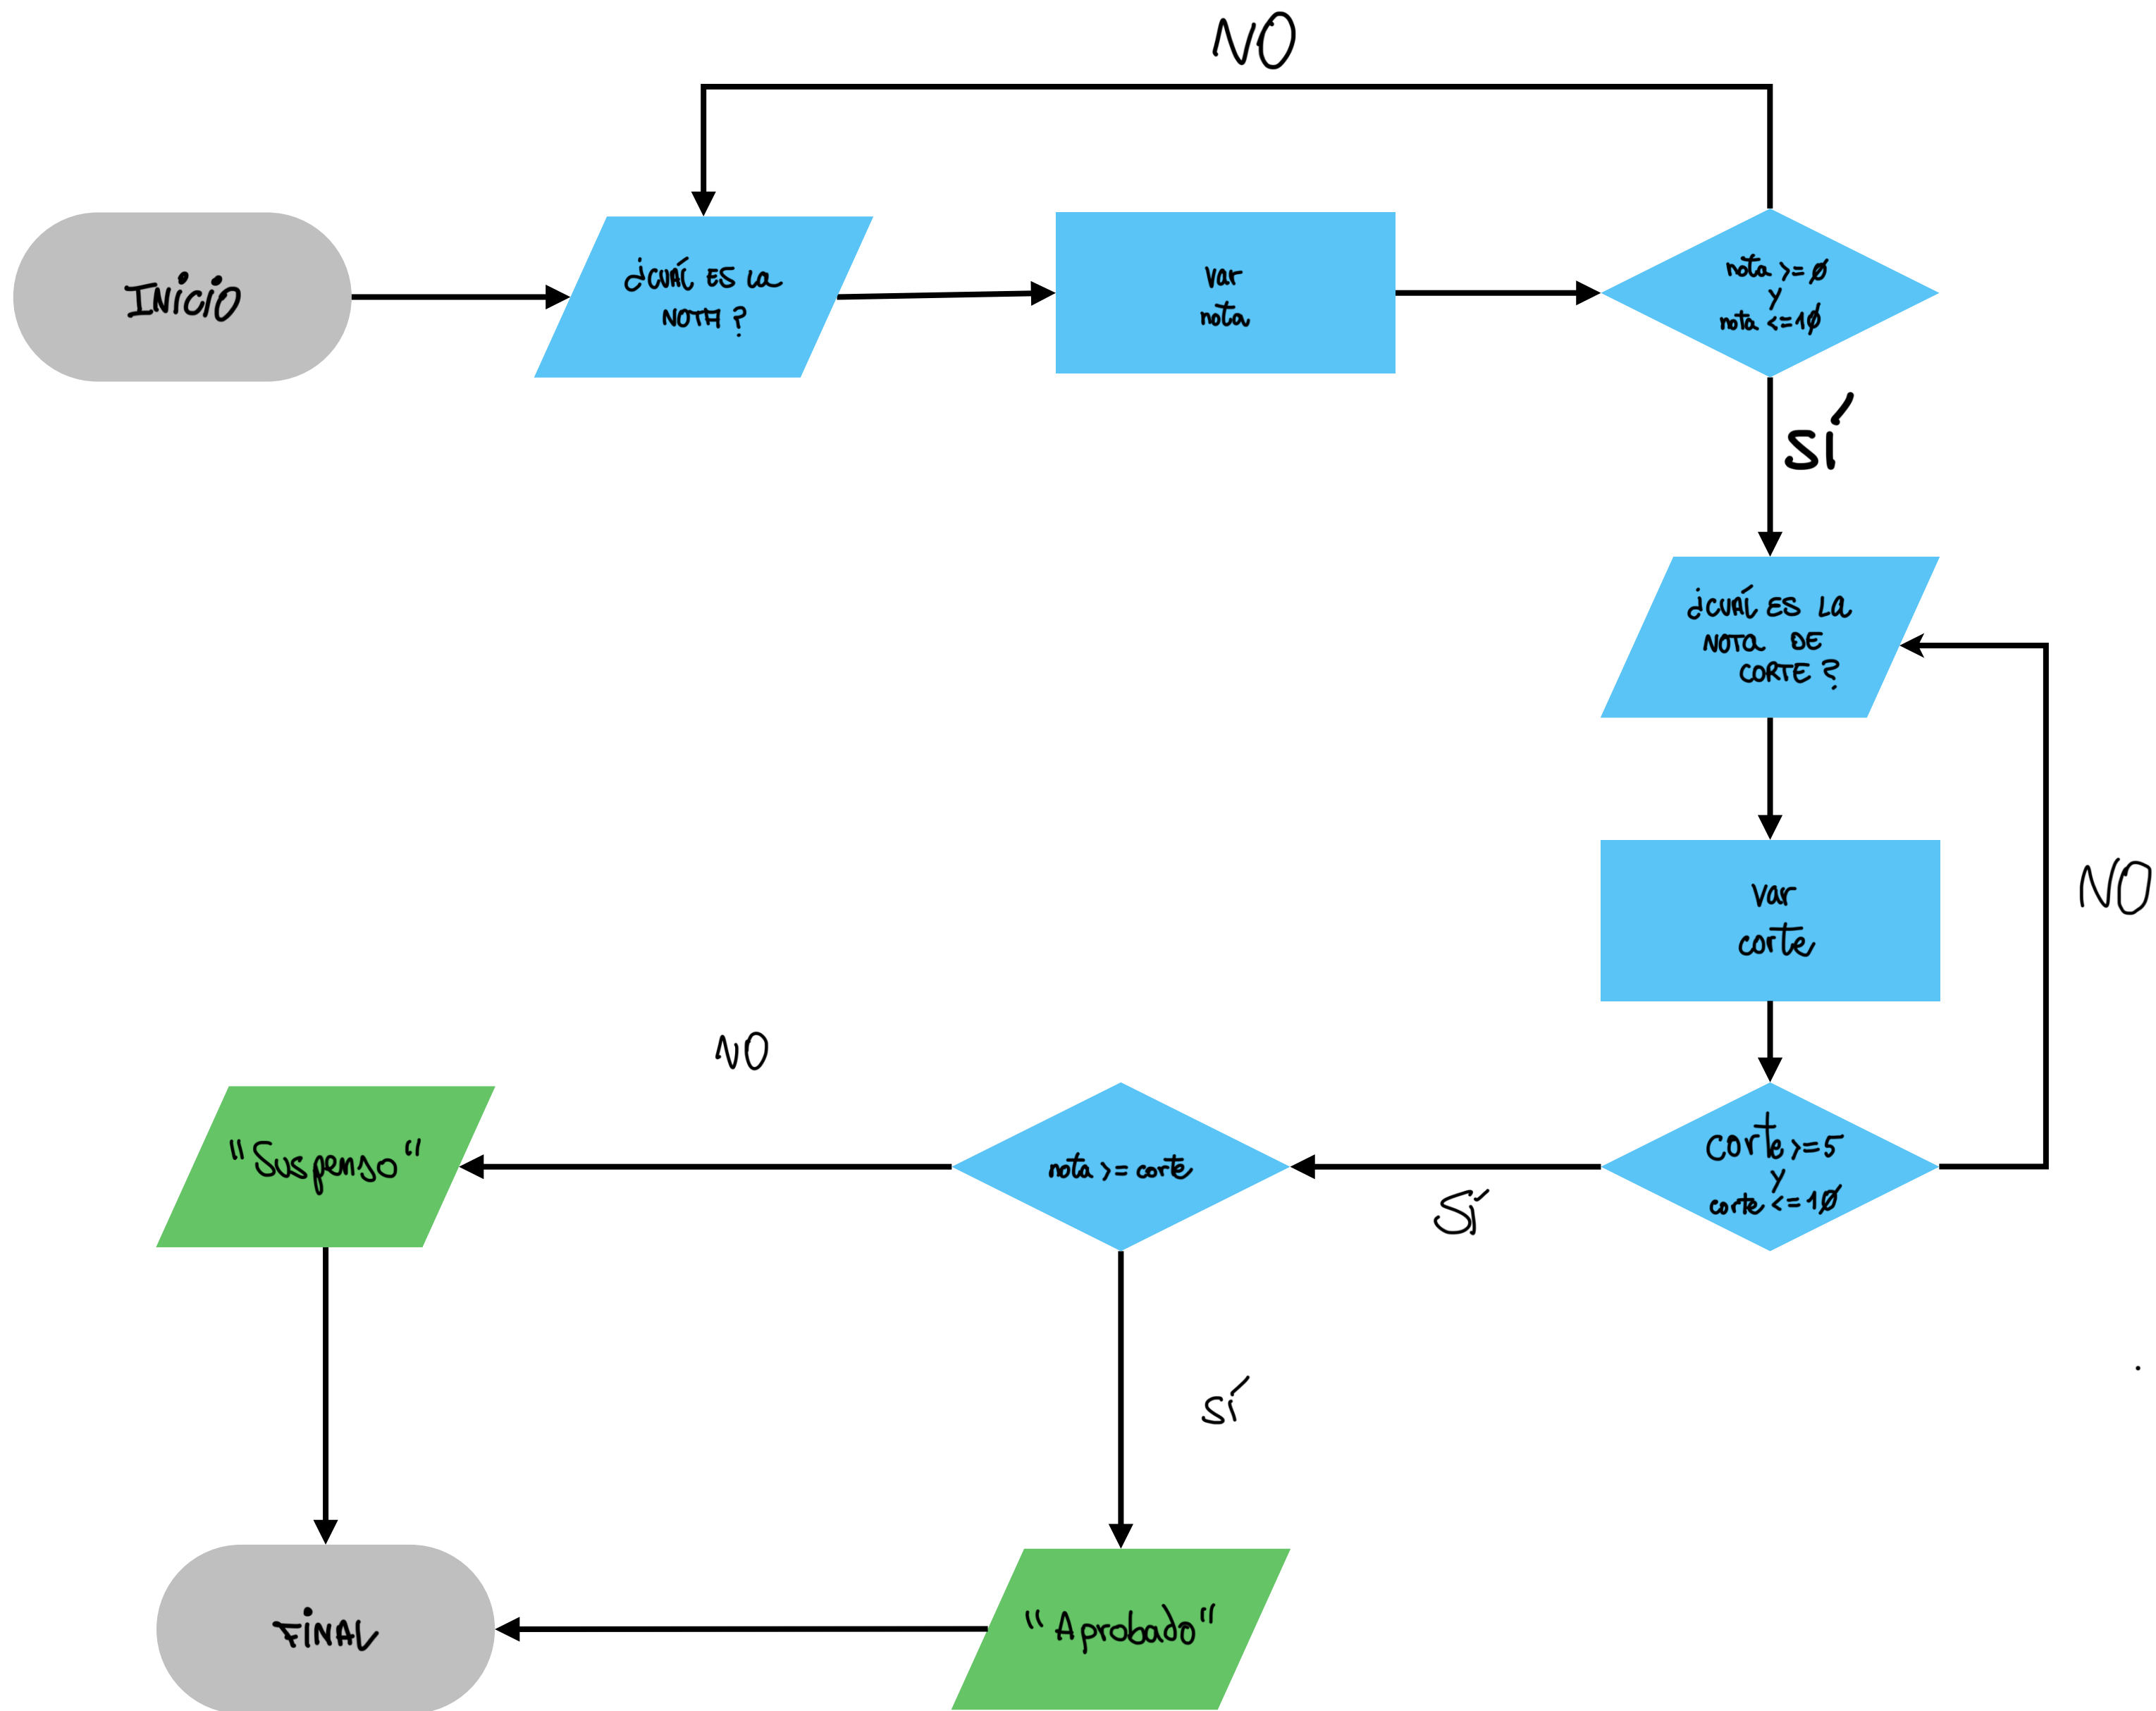 NO
INICIO
¿CUÁL ES LA
NOTA?
var
nota
nota >= 0
Y
nota <= 10
SÍ
¿CUÁL ES LA
NOTA DE
CORTE?
var
corte
NO
NO
"Suspenso"
nota >= corte
SÍ
corte >= 5
Y
corte <= 10
SÍ
FINAL
"Aprobado"